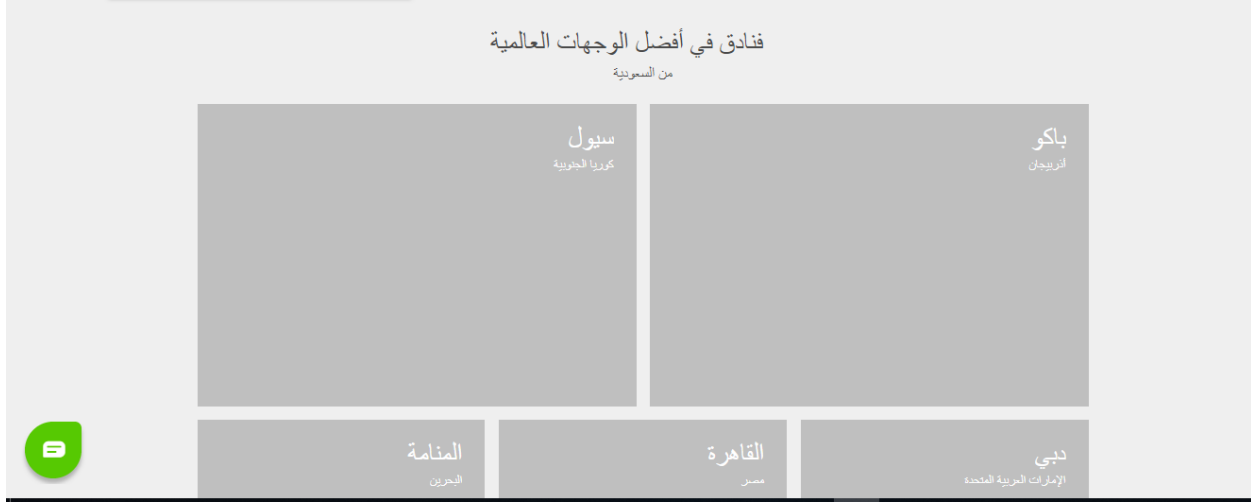 فنادق في أفضل الوجهات العالمية
من السعودية
باكو
أذربيجان
سيول
كوريا الجنوبية
دبي
الإمارات العربية المتحدة
القاهرة
مصر
المنامة
البحرين